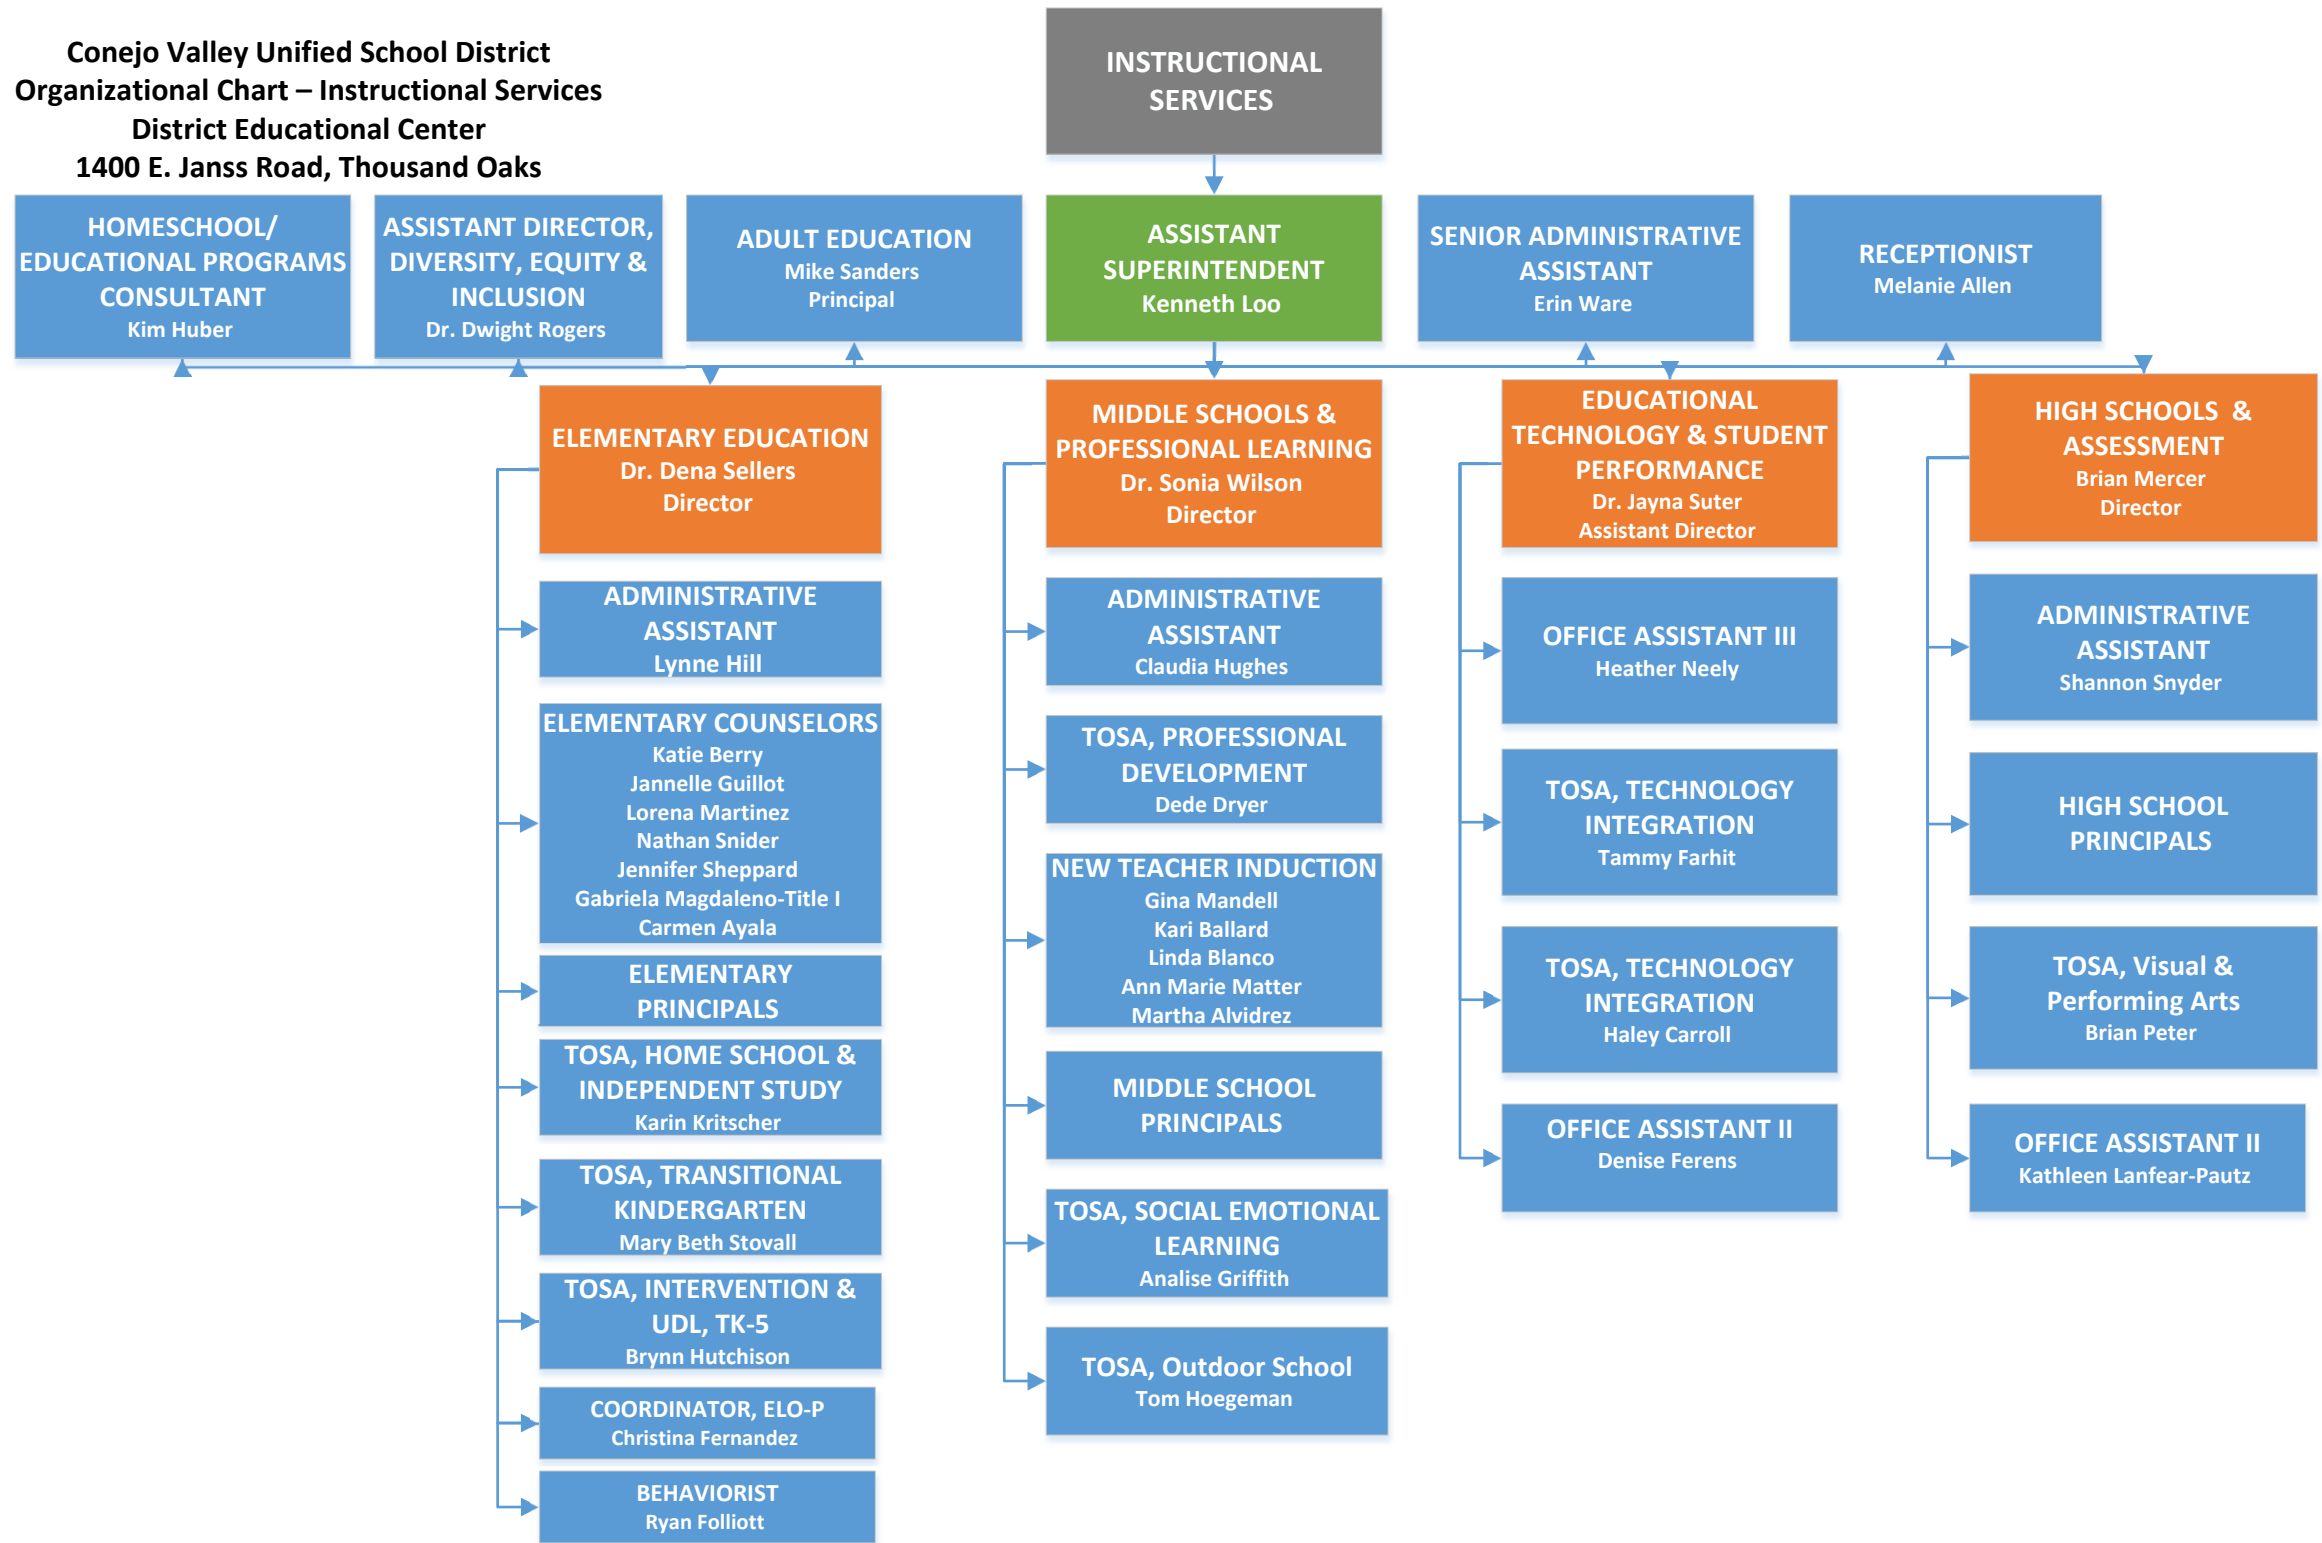 Conejo Valley Unified School District
Organizational Chart – Instructional Services
District Educational Center
1400 E. Janss Road, Thousand Oaks
INSTRUCTIONAL
SERVICES
HOMESCHOOL/
EDUCATIONAL PROGRAMS
CONSULTANT
Kim Huber
ASSISTANT DIRECTOR,
DIVERSITY, EQUITY &
INCLUSION
Dr. Dwight Rogers
ADULT EDUCATION
Mike Sanders
Principal
ASSISTANT
SUPERINTENDENT
Kenneth Loo
SENIOR ADMINISTRATIVE
ASSISTANT
Erin Ware
RECEPTIONIST
Melanie Allen
ELEMENTARY EDUCATION
Dr. Dena Sellers
Director
ADMINISTRATIVE
ASSISTANT
Lynne Hill
ELEMENTARY COUNSELORS
Katie Berry
Jannelle Guillot
Lorena Martinez
Nathan Snider
Jennifer Sheppard
Gabriela Magdaleno-Title I
Carmen Ayala
ELEMENTARY
PRINCIPALS
TOSA, HOME SCHOOL &
INDEPENDENT STUDY
Karin Kritscher
TOSA, TRANSITIONAL
KINDERGARTEN
Mary Beth Stovall
TOSA, INTERVENTION &
UDL, TK-5
Brynn Hutchison
COORDINATOR, ELO-P
Christina Fernandez
BEHAVIORIST
Ryan Folliott
MIDDLE SCHOOLS &
PROFESSIONAL LEARNING
Dr. Sonia Wilson
Director
ADMINISTRATIVE
ASSISTANT
Claudia Hughes
TOSA, PROFESSIONAL
DEVELOPMENT
Dede Dryer
NEW TEACHER INDUCTION
Gina Mandell
Kari Ballard
Linda Blanco
Ann Marie Matter
Martha Alvidrez
MIDDLE SCHOOL
PRINCIPALS
TOSA, SOCIAL EMOTIONAL
LEARNING
Analise Griffith
TOSA, Outdoor School
Tom Hoegeman
EDUCATIONAL
TECHNOLOGY & STUDENT
PERFORMANCE
Dr. Jayna Suter
Assistant Director
OFFICE ASSISTANT III
Heather Neely
TOSA, TECHNOLOGY
INTEGRATION
Tammy Farhit
TOSA, TECHNOLOGY
INTEGRATION
Haley Carroll
OFFICE ASSISTANT II
Denise Ferens
HIGH SCHOOLS &
ASSESSMENT
Brian Mercer
Director
ADMINISTRATIVE
ASSISTANT
Shannon Snyder
HIGH SCHOOL
PRINCIPALS
TOSA, Visual &
Performing Arts
Brian Peter
OFFICE ASSISTANT II
Kathleen Lanfear-Pautz